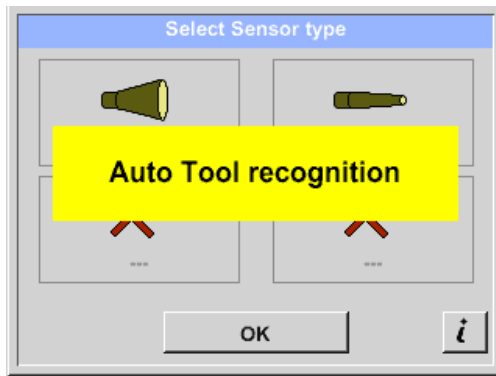 Select Sensor type
Auto Tool recognition
--- ---
OK i